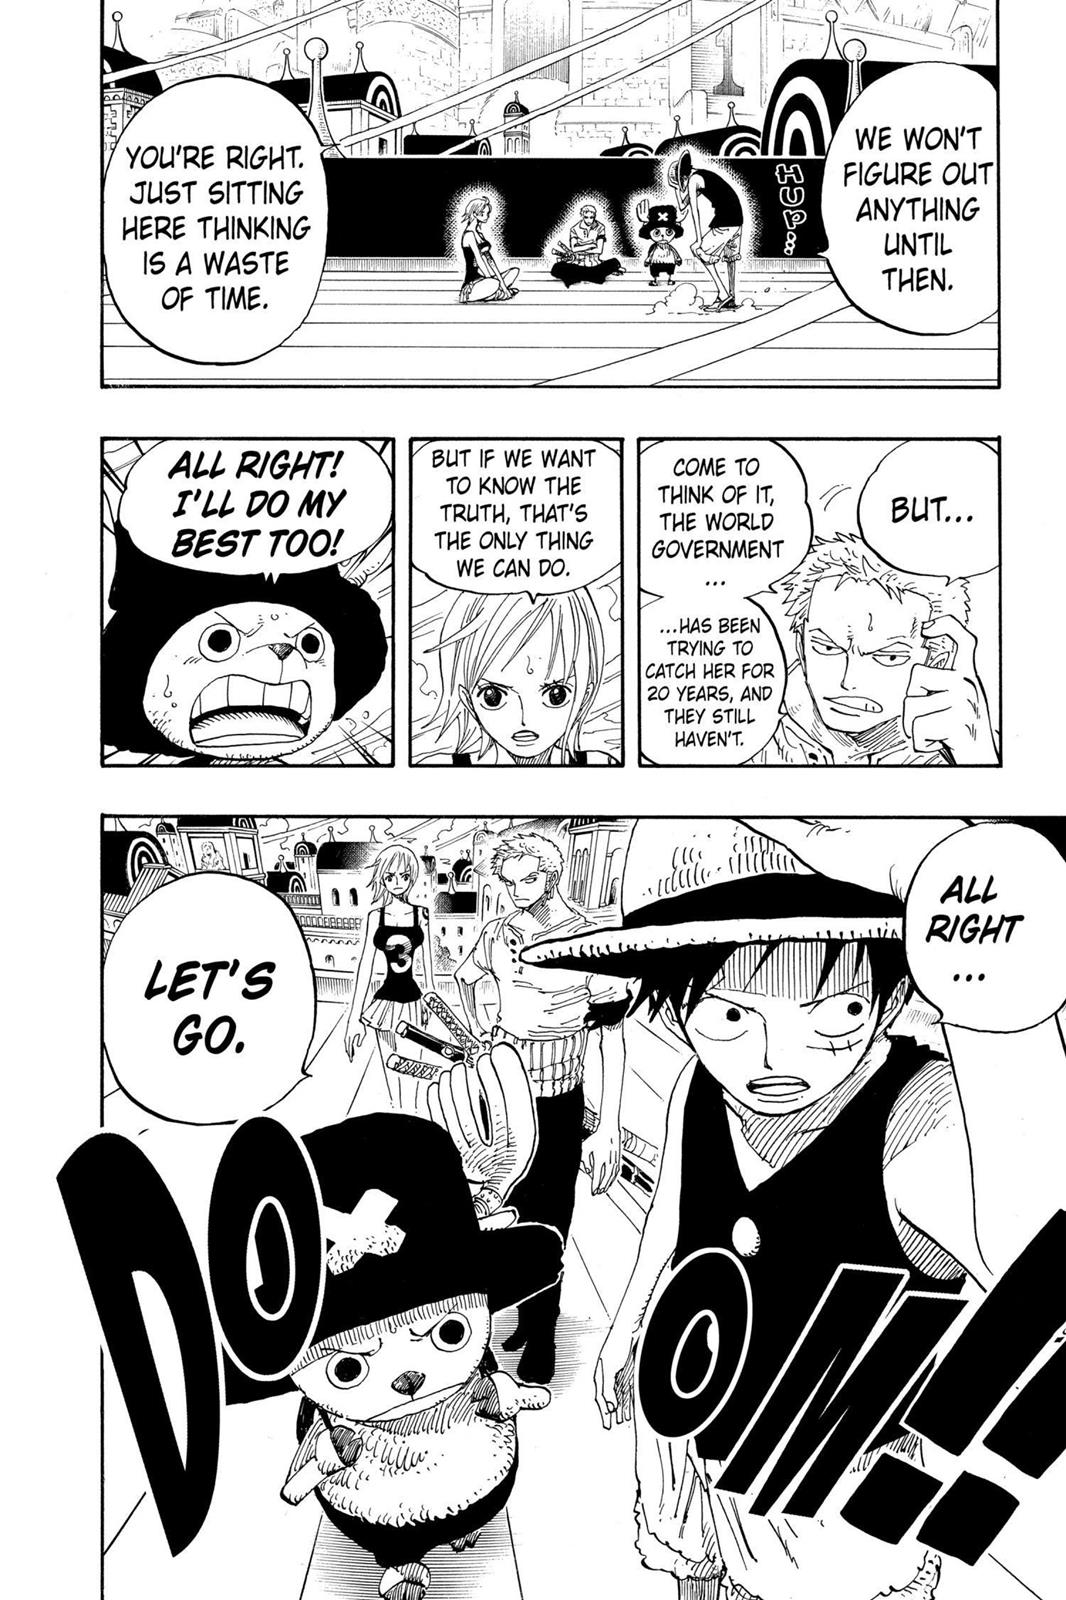 WE WON'T
FIGURE OUT
ANYTHING
UNTIL
THEN.
HUP...
YOU'RE RIGHT.
JUST SITTING
HERE THINKING
IS A WASTE
OF TIME.
BUT...
COME TO
THINK OF IT,
THE WORLD
GOVERNMENT
...
...HAS BEEN
TRYING TO
CATCH HER FOR
20 YEARS, AND
THEY STILL
HAVEN'T.
BUT IF WE WANT
TO KNOW THE
TRUTH, THAT'S
THE ONLY THING
WE CAN DO.
ALL RIGHT!
I'LL DO MY
BEST TOO!
ALL
RIGHT
...
LET'S
GO.
3
DOOM!!
1